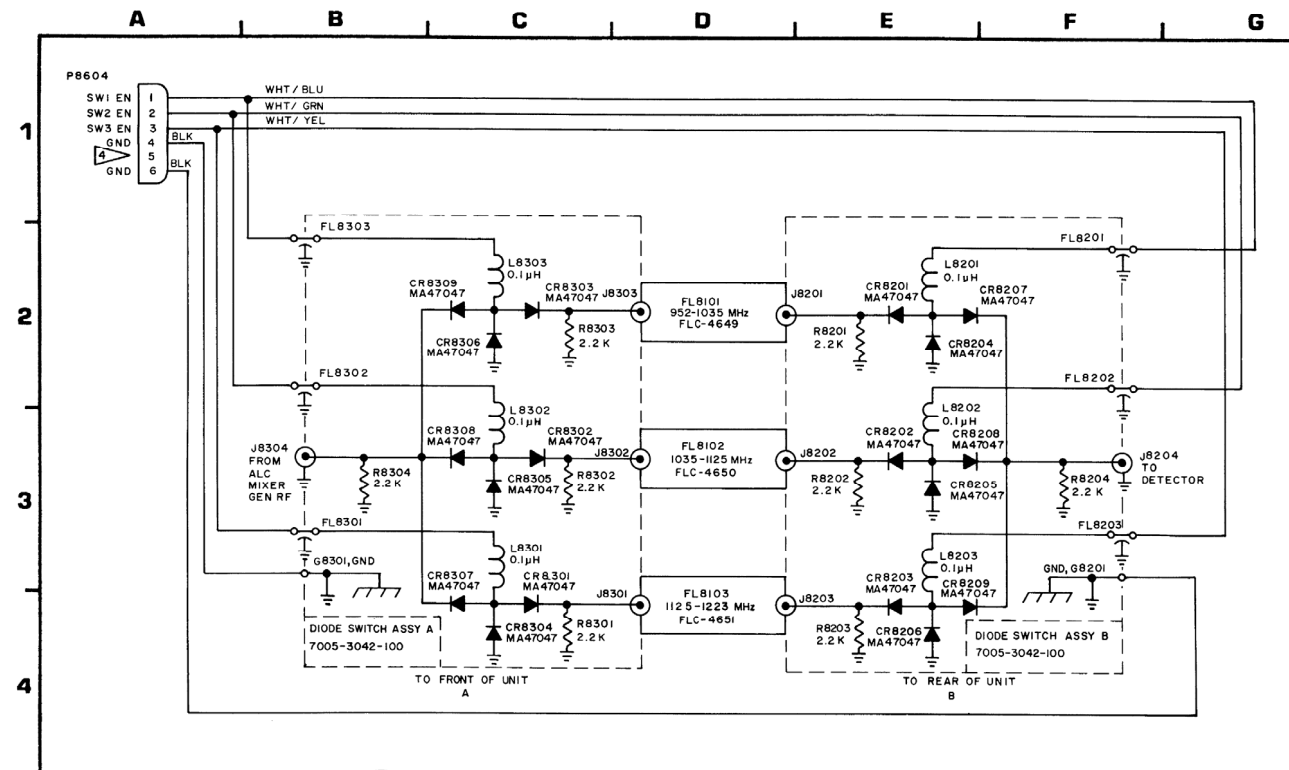 A B C D E F G
1
2
3
4
P8604
SW1 EN 1
SW2 EN 2
SW3 EN 3
GND 4
4 5
GND 6
WHT/BLU
WHT/GRN
WHT/YEL
BLK
BLK
FL8303
L8303
0.1µH
CR8309
MA47047
CR8303
MA47047
J8303
CR8306
MA47047
R8303
2.2K
FL8101
952-1035 MHz
FLC-4649
J8201
FL8201
L8201
0.1µH
CR8201
MA47047
CR8207
MA47047
R8201
2.2K
CR8204
MA47047
FL8302
L8302
0.1µH
CR8308
MA47047
CR8302
MA47047
J8302
J8304
FROM
ALC
MIXER
GEN RF
R8304
2.2K
CR8305
MA47047
R8302
2.2K
FL8102
1035-1125 MHz
FLC-4650
J8202
FL8202
L8202
0.1µH
CR8202
MA47047
CR8208
MA47047
R8202
2.2K
CR8205
MA47047
R8204
2.2K
J8204
TO
DETECTOR
FL8301
L8301
0.1µH
G8301,GND
CR8307
MA47047
CR8301
MA47047
J8301
CR8304
MA47047
R8301
2.2K
FL8103
1125-1223 MHz
FLC-4651
J8203
FL8203
L8203
0.1µH
GND,G8201
CR8203
MA47047
CR8209
MA47047
R8203
2.2K
CR8206
MA47047
DIODE SWITCH ASSY A
7005-3042-100
DIODE SWITCH ASSY B
7005-3042-100
TO FRONT OF UNIT
A
TO REAR OF UNIT
B